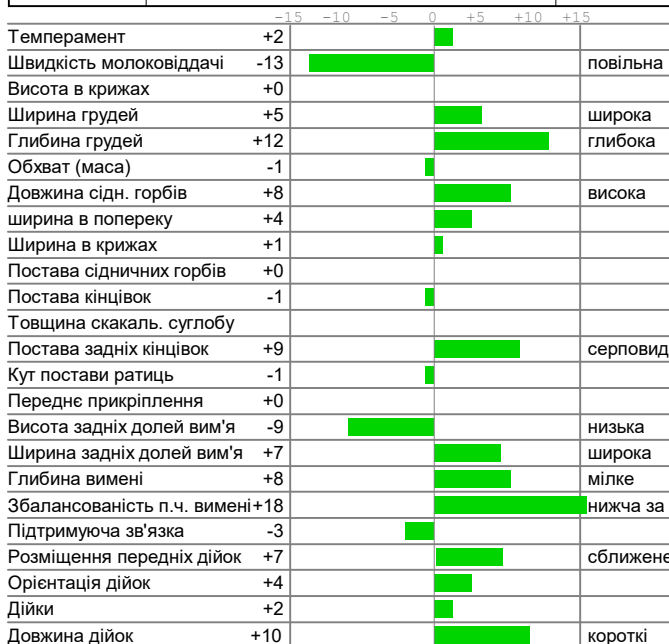 -15 -10 -5 0 +5 +10 +15
Темперамент +2
Швидкість молоковіддачі -13 повільна
Висота в крижах +0
Ширина грудей +5 широка
Глибина грудей +12 глибока
Обхват (маса) -1
Довжина сідн. горбів +8 висока
ширина в попереку +4
Ширина в крижах +1
Постава сідничних горбів +0
Постава кінцівок -1
Товщина скакаль. суглобу
Постава задніх кінцівок +9 серповид
Кут постави ратиць -1
Переднє прикріплення +0
Висота задніх долей вим'я -9 низька
Ширина задніх долей вим'я +7 широка
Глибина вимені +8 мілке
Збалансованість п.ч. вимені+18 нижча за
Підтримуюча зв'язка -3
Розміщення передніх дійок +7 сближене
Орієнтація дійок +4
Дійки +2
Довжина дійок +10 короткі